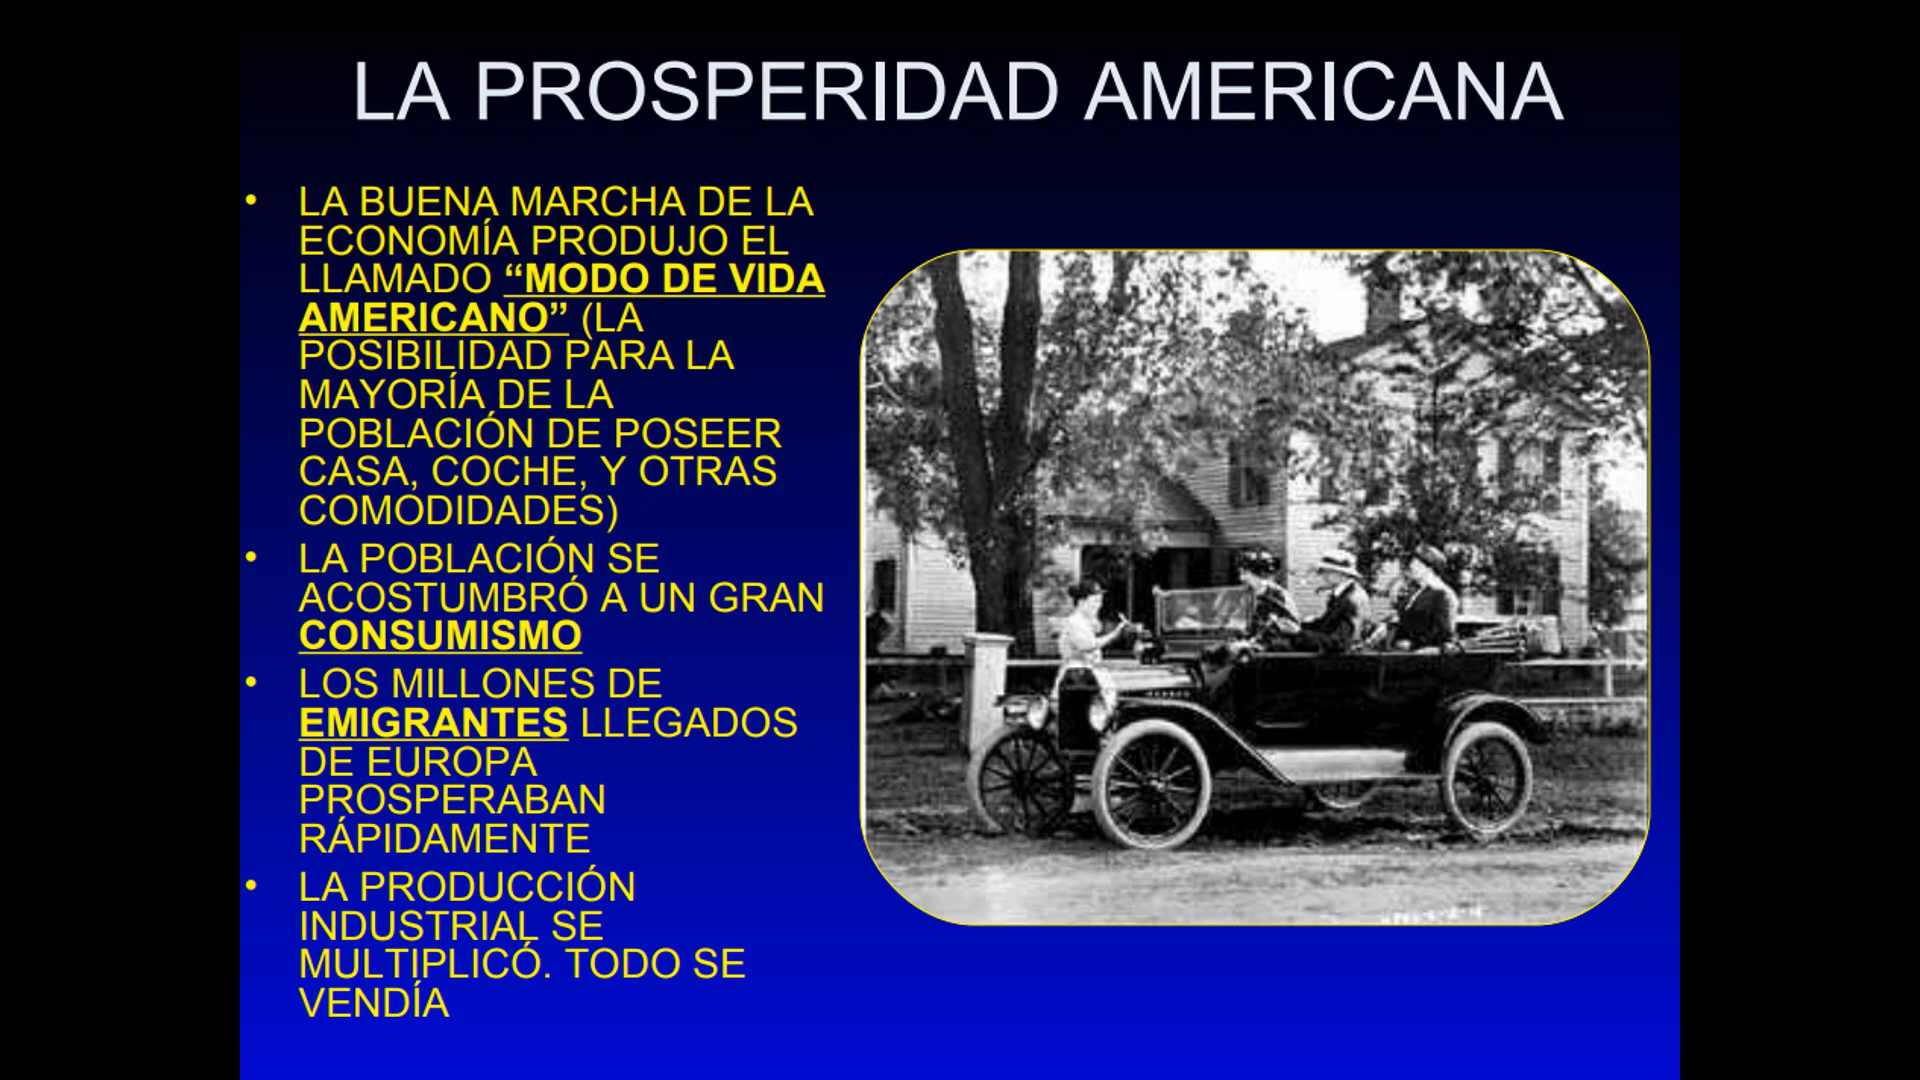 LA PROSPERIDAD AMERICANA
• LA BUENA MARCHA DE LA
ECONOMÍA PRODUJO EL
LLAMADO “MODO DE VIDA
AMERICANO” (LA
POSIBILIDAD PARA LA
MAYORÍA DE LA
POBLACIÓN DE POSEER
CASA, COCHE, Y OTRAS
COMODIDADES)
• LA POBLACIÓN SE
ACOSTUMBRÓ A UN GRAN
CONSUMISMO
• LOS MILLONES DE
EMIGRANTES LLEGADOS
DE EUROPA
PROSPERABAN
RÁPIDAMENTE
• LA PRODUCCIÓN
INDUSTRIAL SE
MULTIPLICÓ. TODO SE
VENDÍA